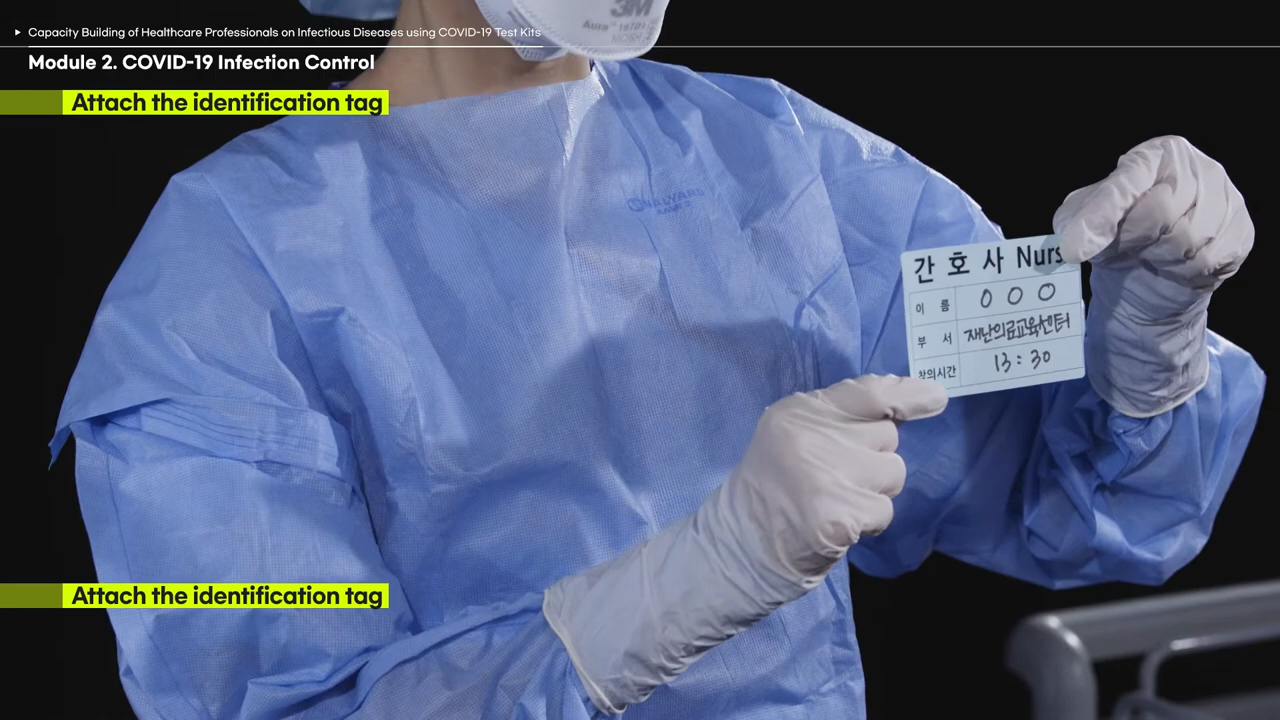 Capacity Building of Healthcare Professionals on Infectious Diseases using COVID-19 Test Kits
Module 2. COVID-19 Infection Control
Attach the identification tag
3M
Aura
HALYARD
간 호 사 Nurs
이 름 O O O
부 서 재난의료교육센터
착의시간 13 : 30
Attach the identification tag